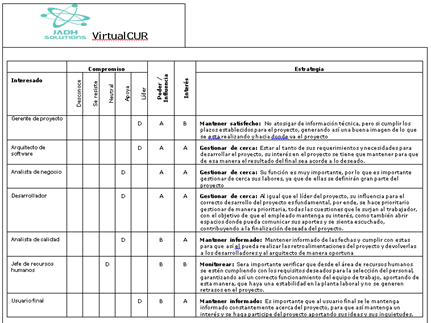 JADH
SOLUTIONS
VirtualCUR
Interesado
Compromiso
Desconoce
Se resiste
Neutral
Apoya
Líder
Poder /
Influencia
Interés
Estrategia
Gerente de proyecto
D A B
Mantener satisfecho: No atosigar de información técnica, pero si cumplir los
plazos establecidos para el proyecto, generando así una buena imagen de lo que
se esta realizando y hacia donde va el proyecto
Arquitecto de
software
D A A
Gestionar de cerca: Estar al tanto de sus requerimientos y necesidades para
desarrollar el proyecto, su interés en el proyecto se tiene que mantener para que
de esa manera el resultado del final sea acorde a lo deseado.
Analista de negocio
D A A
Gestionar de cerca: Su función es muy importante, por lo que es importante
gestionar de cerca sus labores, ya que de ellas se definirán gran parte del
proyecto
Desarrollador
D A A
Gestionar de cerca: Al igual que el líder del proyecto, su influencia para el
correcto desarrollo del proyecto es fundamental, por ende, se hace prioritario
gestionar de manera prioritaria, todas las cuestiones que le surjan al trabajador,
con el objetivo de que el empleado mantenga su interés, como también abrir
espacios donde pueda comunicar sus aportes y se sienta escuchado,
contribuyendo a la finalización deseada del proyecto.
Analista de calidad
D B A
Mantener informado: Mantener informado de las fechas y cumplir con estas
para que así el pueda realizar las retroalimentaciones del proyecto y devolverlas
a los desarrolladores y al arquitecto de manera oportuna
Jefe de recursos
humanos
D B B
Monitorear: Sera importante verificar que desde el área de recursos humanos
se estén cumpliendo con los requisitos deseados para la selección del personal,
garantizando así un correcto funcionamiento del equipo de trabajo, aportando de
esta manera, que haya una estabilidad en la planta laboral y no se generen
retrasos en el proyecto.
Usuario final
D B A
Mantener informado: Es importante que al usuario final se le mantenga
informado constantemente acerca del proyecto, para que así mantenga un
interés y se haga participe del proyecto aportando sus ideas y sus inquietudes.